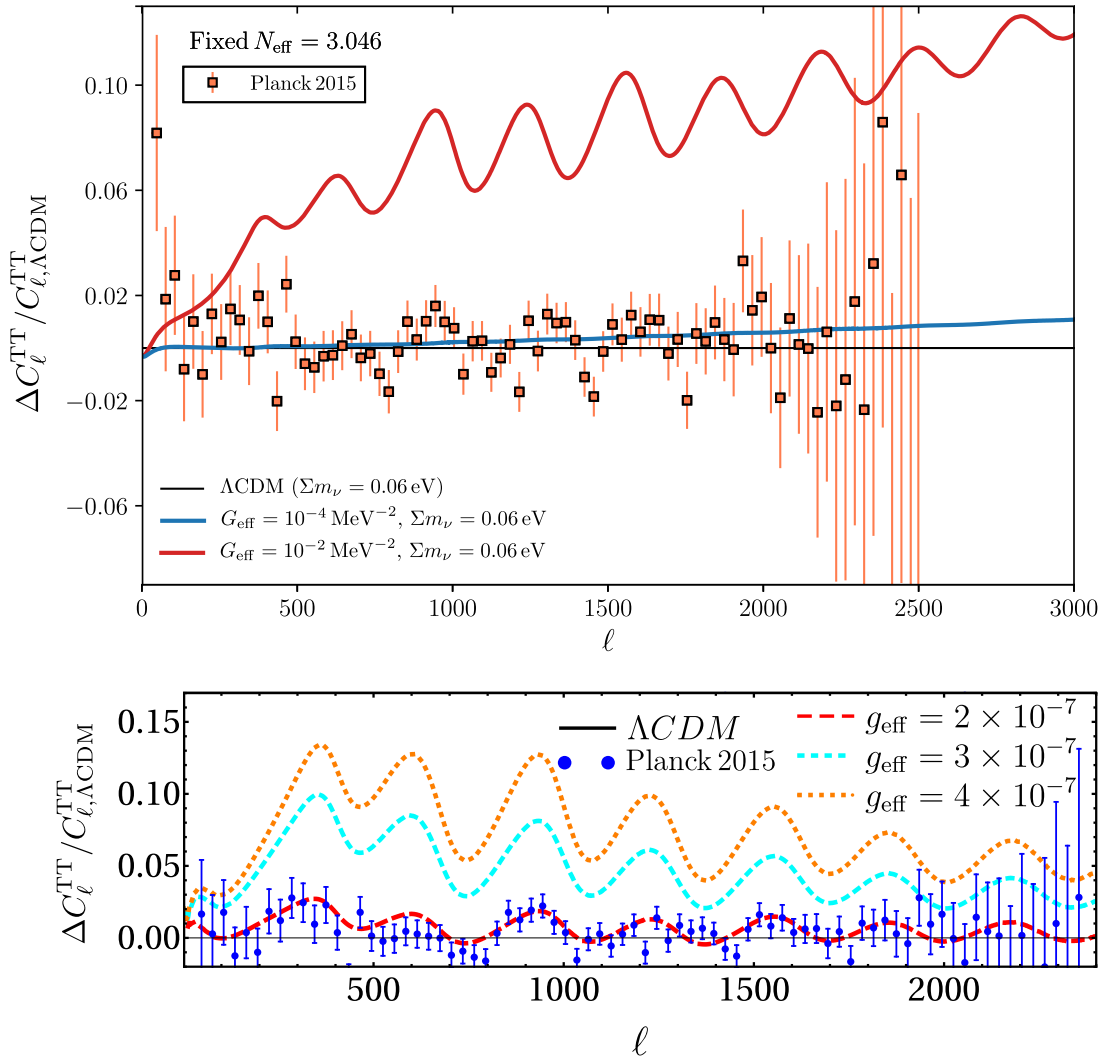 Fixed N_eff = 3.046
Planck 2015
0.10
0.06
0.02
−0.02
−0.06
ΔC_ℓ^TT / C_ℓ,ΛCDM^TT
ΛCDM (Σm_ν = 0.06 eV)
G_eff = 10^−4 MeV^−2, Σm_ν = 0.06 eV
G_eff = 10^−2 MeV^−2, Σm_ν = 0.06 eV
0 500 1000 1500 2000 2500 3000
ℓ
0.15
0.10
0.05
0.00
ΔC_ℓ^TT / C_ℓ,ΛCDM^TT
ΛCDM
Planck 2015
g_eff = 2 × 10^−7
g_eff = 3 × 10^−7
g_eff = 4 × 10^−7
500 1000 1500 2000
ℓ